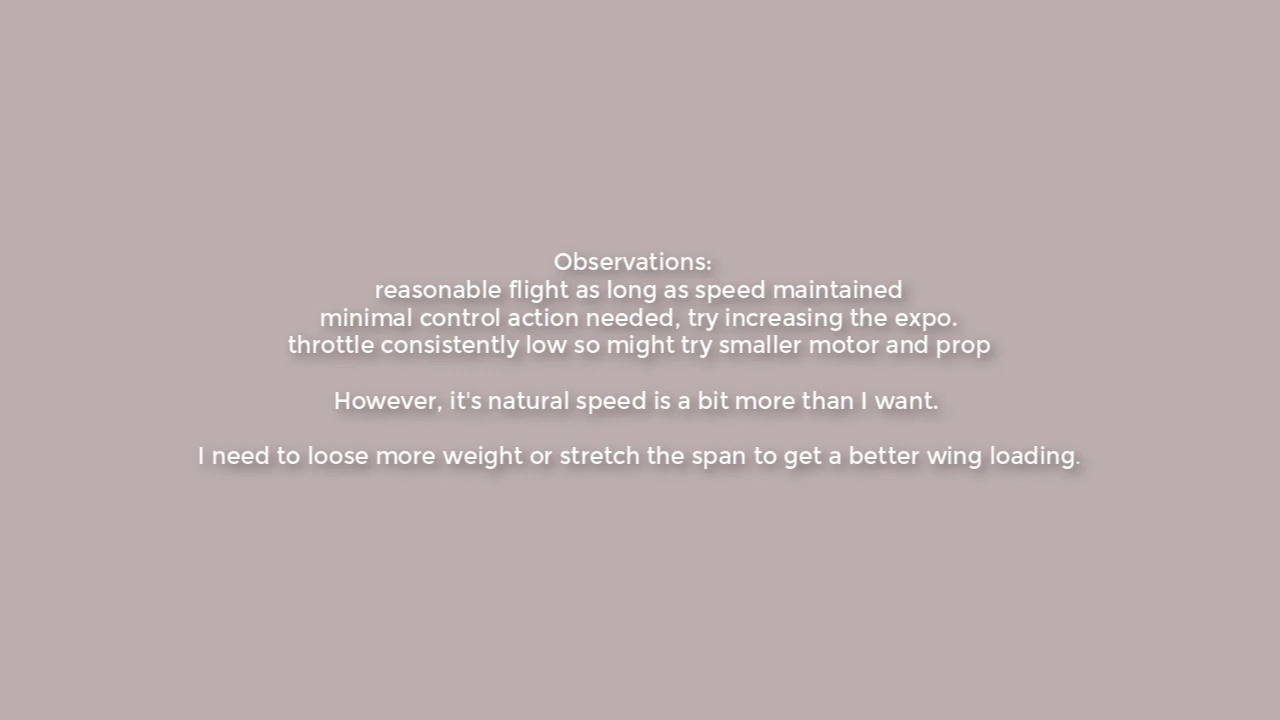 Observations:
reasonable flight as long as speed maintained
minimal control action needed, try increasing the expo.
throttle consistently low so might try smaller motor and prop
However, it's natural speed is a bit more than I want.
I need to loose more weight or stretch the span to get a better wing loading.